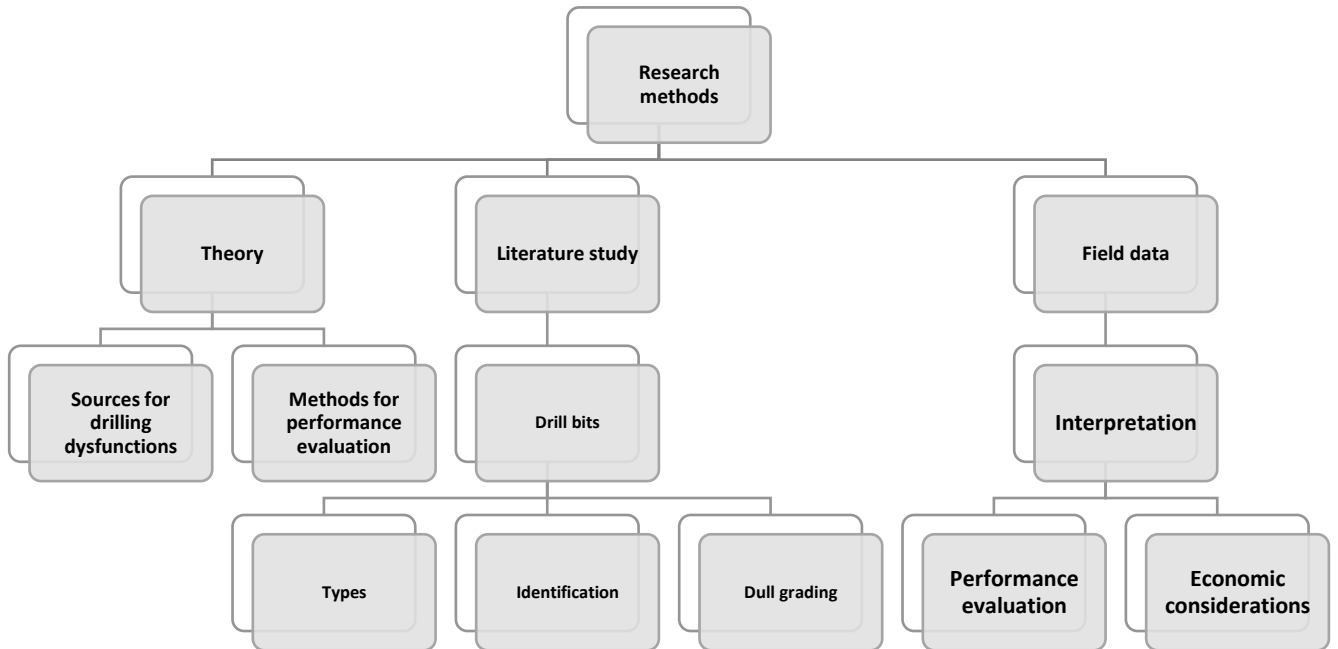 Research
methods
Theory
Literature study
Field data
Sources for
drilling
dysfunctions
Methods for
performance
evaluation
Drill bits
Interpretation
Types
Identification
Dull grading
Performance
evaluation
Economic
considerations